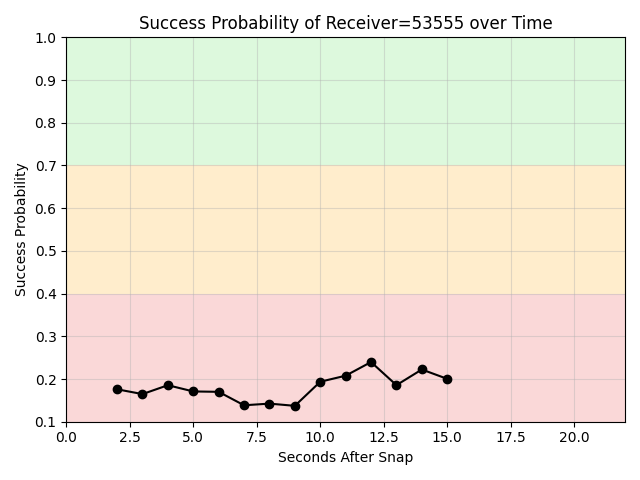 Success Probability of Receiver=53555 over Time
1.0
0.9
0.8
0.7
0.6
0.5
0.4
0.3
0.2
0.1
Success Probability
0.0 2.5 5.0 7.5 10.0 12.5 15.0 17.5 20.0
Seconds After Snap